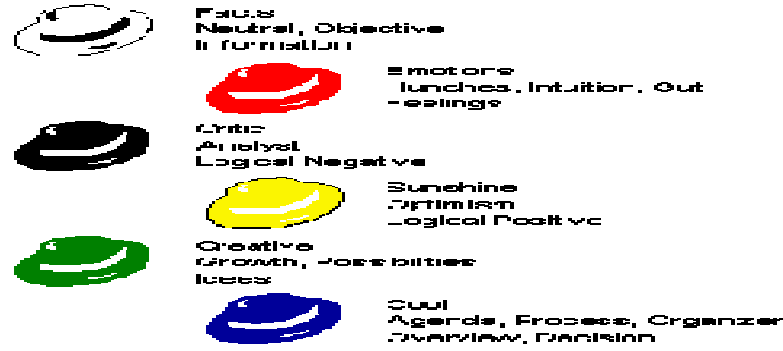 Facts
Neutral, Objective
Information
Emotions
Hunches, Intuition, Gut
Feelings
Critic
Analyst
Logical Negative
Sunshine
Optimism
Logical Positive
Creative
Growth, Possibilities
Ideas
Cool
Agenda, Process, Organizer
Overview, Decision